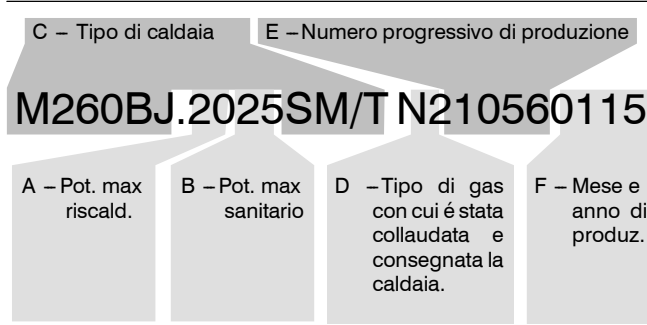 C – Tipo di caldaia
E – Numero progressivo di produzione
M260BJ.2025SM/T N210560115
A – Pot. max
riscald.
B – Pot. max
sanitario
D – Tipo di gas
con cui é stata
collaudata e
consegnata la
caldaia.
F – Mese e
anno di
produz.